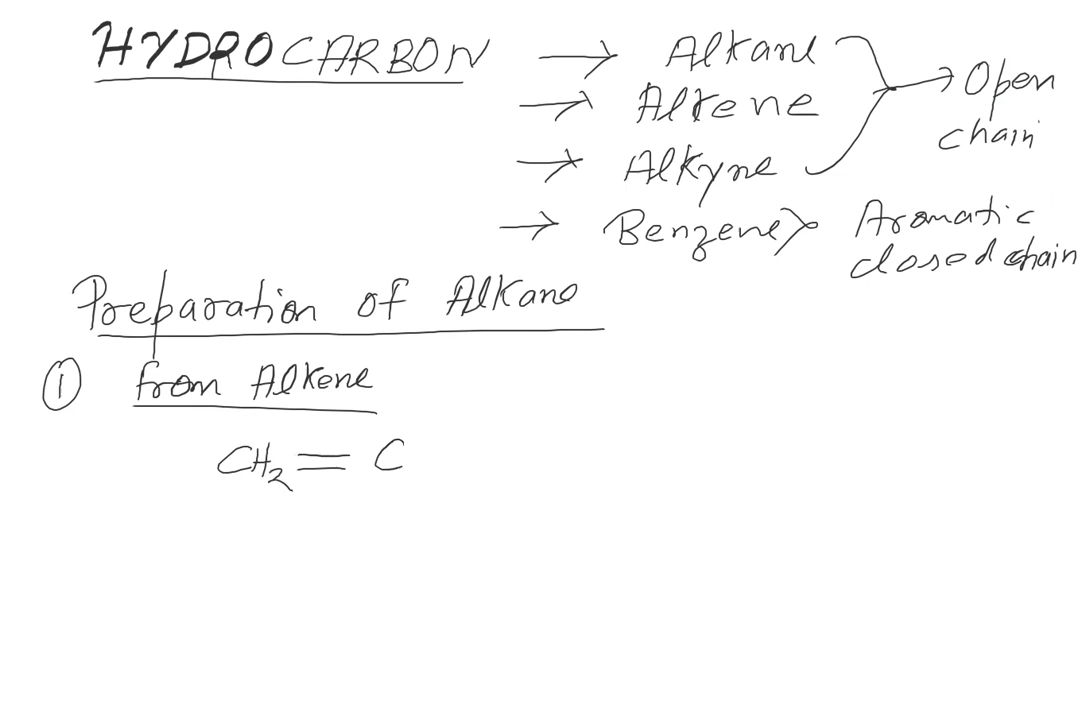 HYDROCARBON → Alkane → Open chain
→ Alkene
→ Alkyne
→ Benzene > Aromatic closed chain
Preparation of Alkane
① from Alkene
CH₂ = C